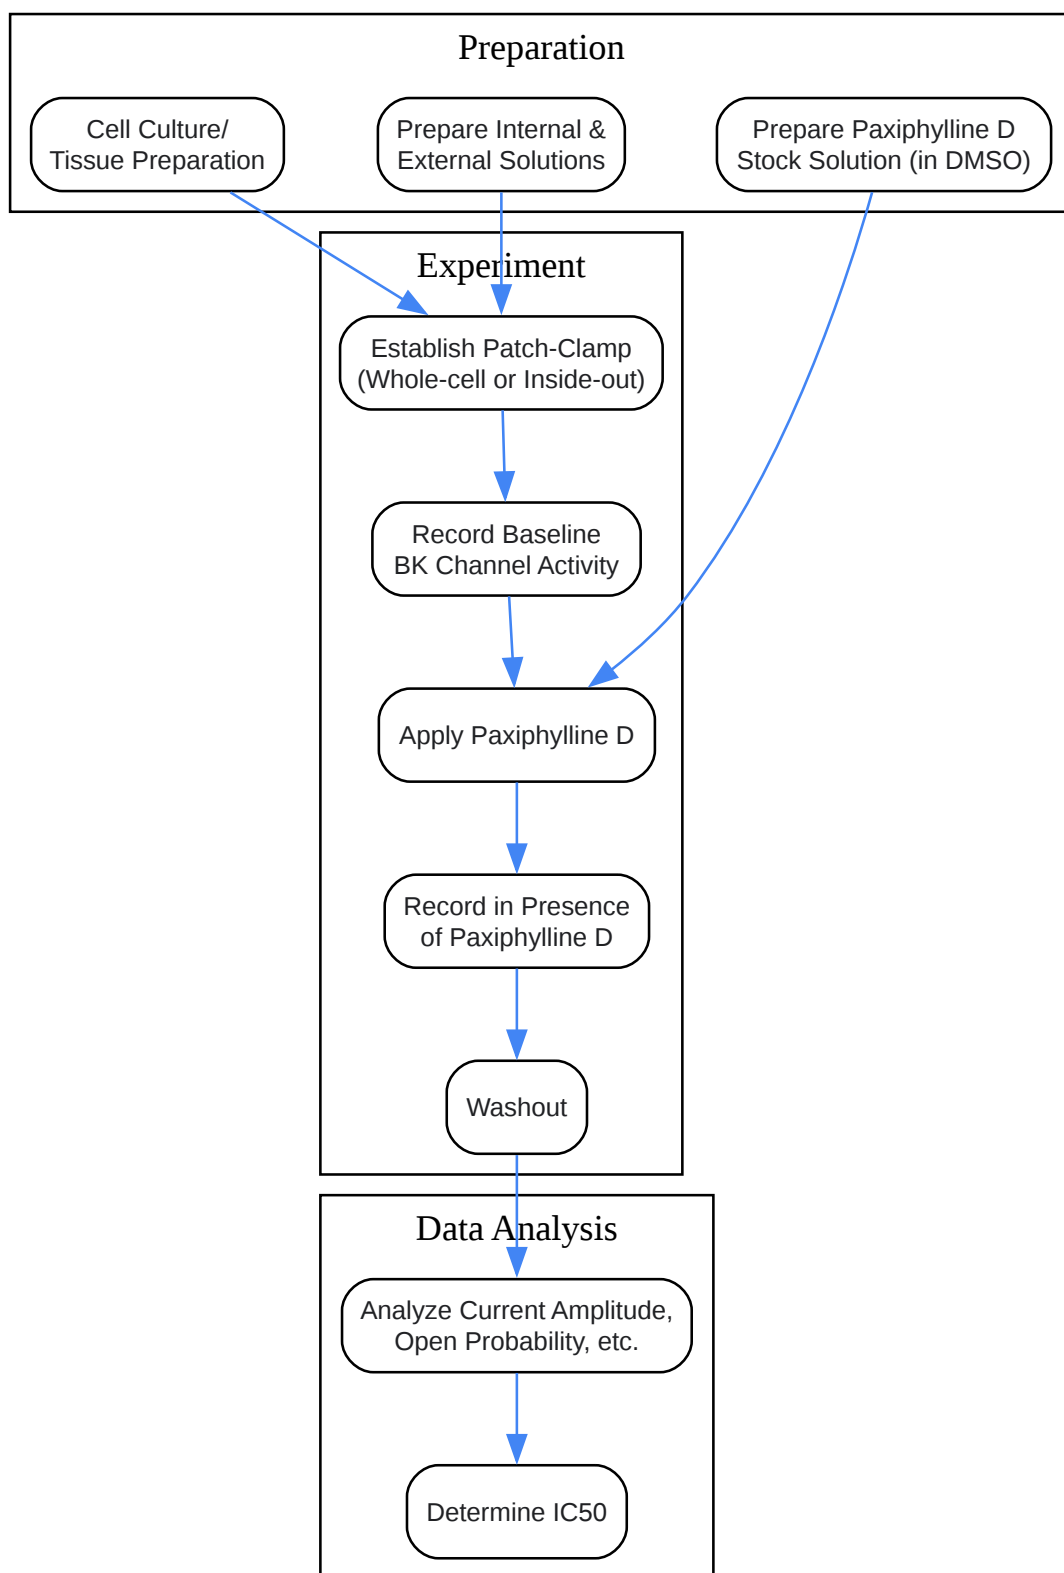 Preparation
Cell Culture/
Tissue Preparation
Prepare Internal &
External Solutions
Prepare Paxiphylline D
Stock Solution (in DMSO)
Experiment
Establish Patch-Clamp
(Whole-cell or Inside-out)
Record Baseline
BK Channel Activity
Apply Paxiphylline D
Record in Presence
of Paxiphylline D
Washout
Data Analysis
Analyze Current Amplitude,
Open Probability, etc.
Determine IC50